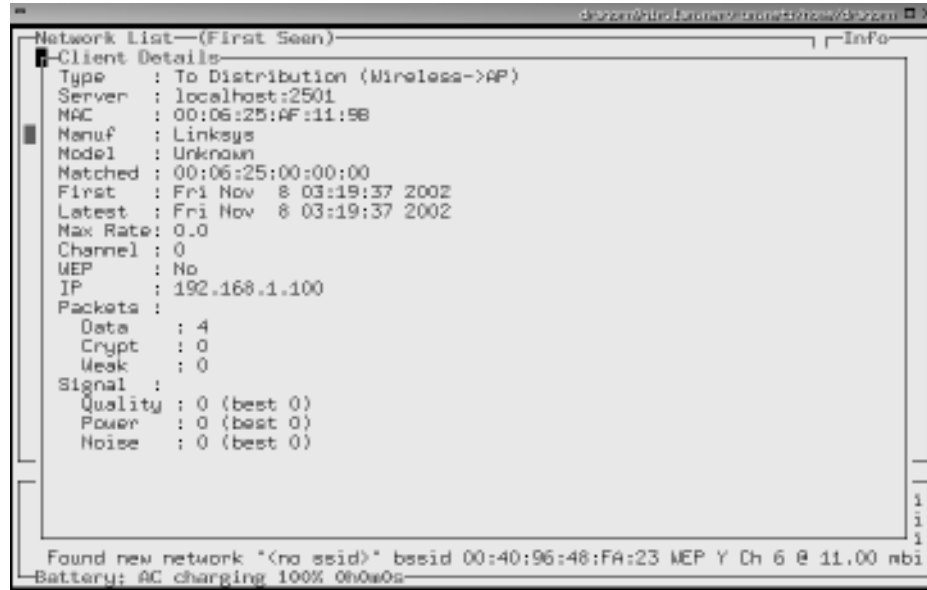 Network List—(First Seen)
Info
Client Details
Type : To Distribution (Wireless->AP)
Server : localhost:2501
MAC : 00:06:25:AF:11:9B
Manuf : Linksys
Model : Unknown
Matched : 00:06:25:00:00:00
First : Fri Nov 8 03:19:37 2002
Latest : Fri Nov 8 03:19:37 2002
Max Rate: 0.0
Channel : 0
WEP : No
IP : 192.168.1.100
Packets :
Data : 4
Crypt : 0
Weak : 0
Signal :
Quality : 0 (best 0)
Power : 0 (best 0)
Noise : 0 (best 0)
i
i
i
Found new network "<no ssid>" bssid 00:40:96:48:FA:23 WEP Y Ch 6 @ 11.00 mbi
Battery: AC charging 100% 0h0m0s